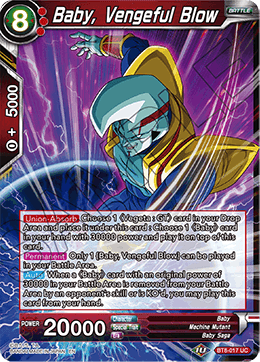 8
Baby, Vengeful Blow
BATTLE
+ 5000
Union-Absorb Choose 1 《Vegeta : GT》 card in your Drop
Area and place it under this card : Choose 1 《Baby》 card
in your hand with 30000 power and play it on top of this
card.
Permanent Only 1 {Baby, Vengeful Blow} can be played
in your Battle Area.
Auto When a 《Baby》 card with an original power of
30000 in your Battle Area is removed from your Battle
Area by an opponent's skill or is KO'd, you may play this
card from your hand.
POWER
20000
Character
Baby
Special Trait
Machine Mutant
Era
Baby Saga
BT8-017 UC